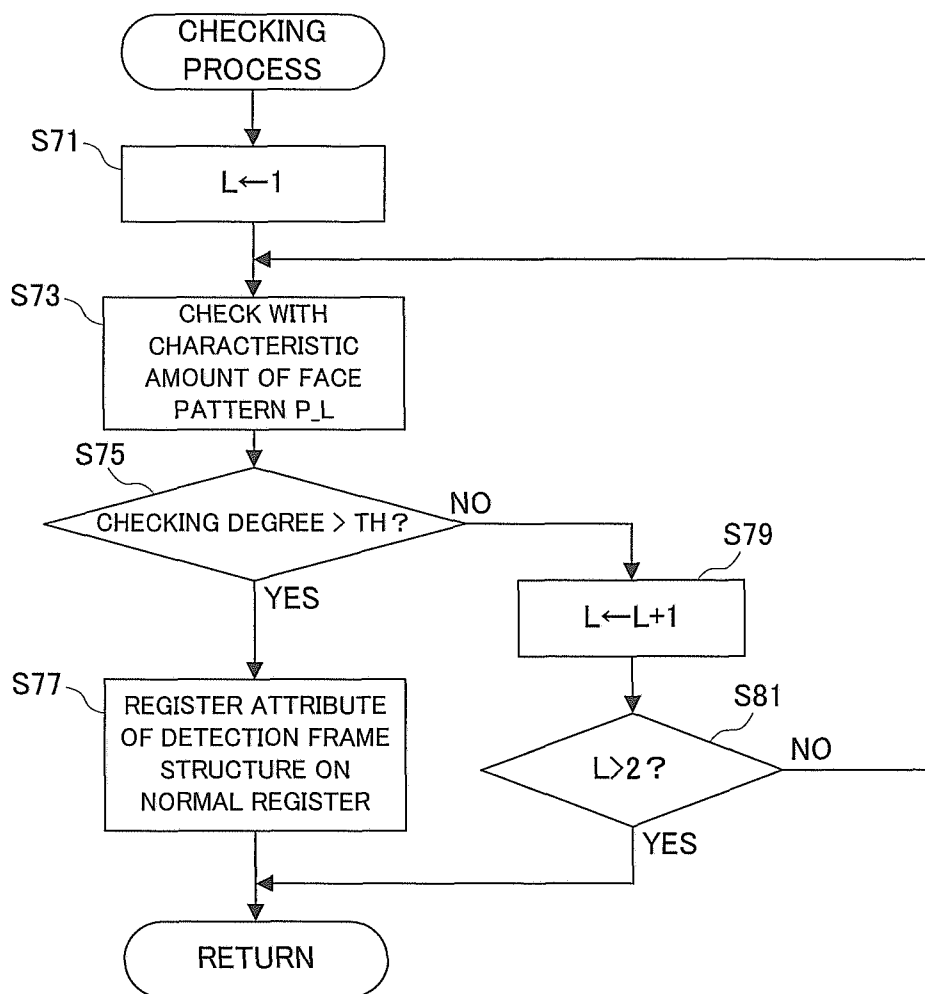 CHECKING
PROCESS
S71
L←1
S73
CHECK WITH
CHARACTERISTIC
AMOUNT OF FACE
PATTERN P_L
S75
CHECKING DEGREE > TH ?
NO
YES
S79
L←L+1
S77
REGISTER ATTRIBUTE
OF DETECTION FRAME
STRUCTURE ON
NORMAL REGISTER
S81
L>2 ?
NO
YES
RETURN